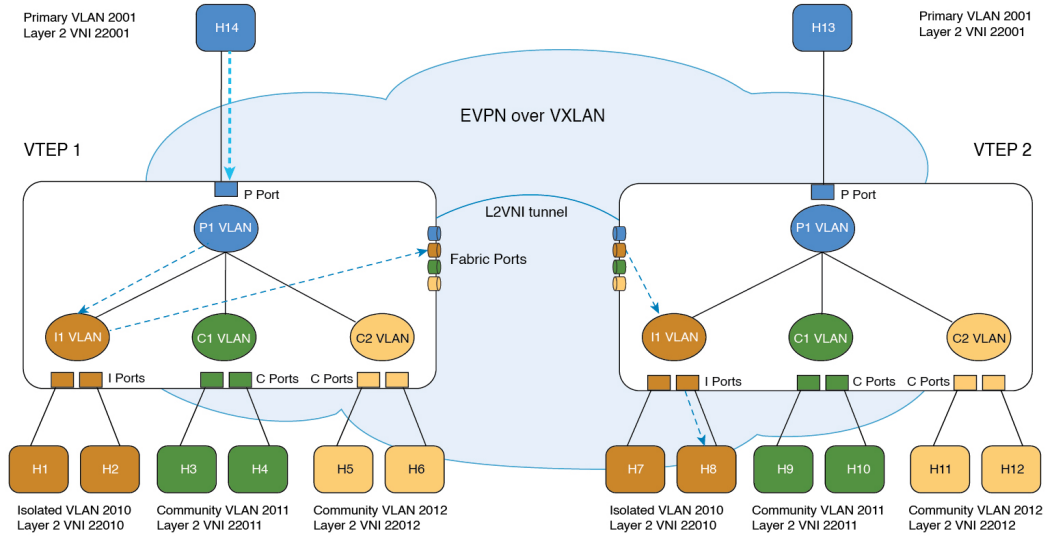 Primary VLAN 2001
Layer 2 VNI 22001
H14
H13
Primary VLAN 2001
Layer 2 VNI 22001
EVPN over VXLAN
VTEP 1
VTEP 2
P Port
P Port
L2VNI tunnel
P1 VLAN
P1 VLAN
Fabric Ports
I1 VLAN
C1 VLAN
C2 VLAN
I1 VLAN
C1 VLAN
C2 VLAN
I Ports
C Ports
C Ports
I Ports
C Ports
C Ports
H1
H2
H3
H4
H5
H6
H7
H8
H9
H10
H11
H12
Isolated VLAN 2010
Layer 2 VNI 22010
Community VLAN 2011
Layer 2 VNI 22011
Community VLAN 2012
Layer 2 VNI 22012
Isolated VLAN 2010
Layer 2 VNI 22010
Community VLAN 2011
Layer 2 VNI 22011
Community VLAN 2012
Layer 2 VNI 22012